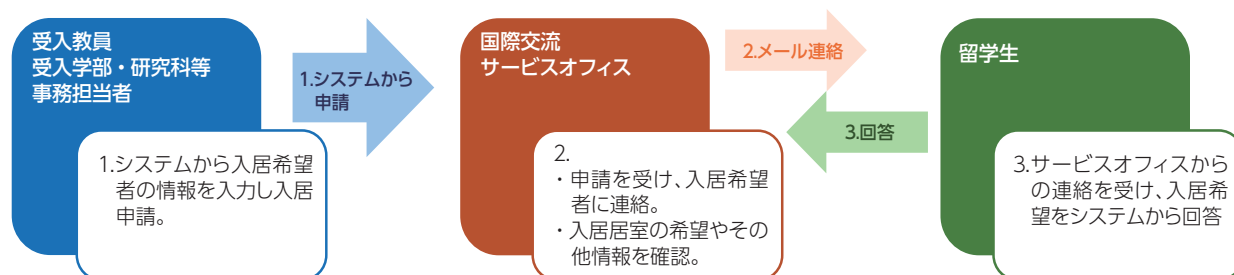 受入教員
受入学部・研究科等
事務担当者
1.システムから入居希望
者の情報を入力し入居
申請。
1.システムから
申請
国際交流
サービスオフィス
2.
・申請を受け、入居希望
者に連絡。
・入居居室の希望やその
他情報を確認。
2.メール連絡
3.回答
留学生
3.サービスオフィスから
の連絡を受け、入居希
望をシステムから回答